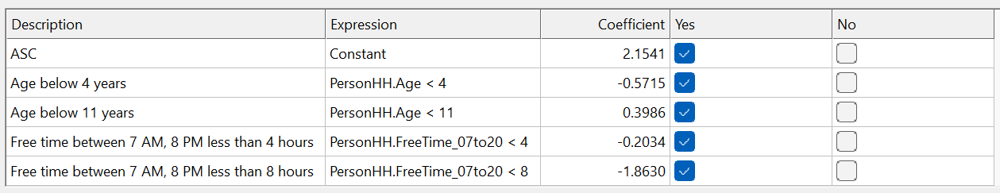 Description Expression Coefficient Yes No
ASC Constant 2.1541
Age below 4 years PersonHH.Age < 4 -0.5715
Age below 11 years PersonHH.Age < 11 0.3986
Free time between 7 AM, 8 PM less than 4 hours PersonHH.FreeTime_07to20 < 4 -0.2034
Free time between 7 AM, 8 PM less than 8 hours PersonHH.FreeTime_07to20 < 8 -1.8630